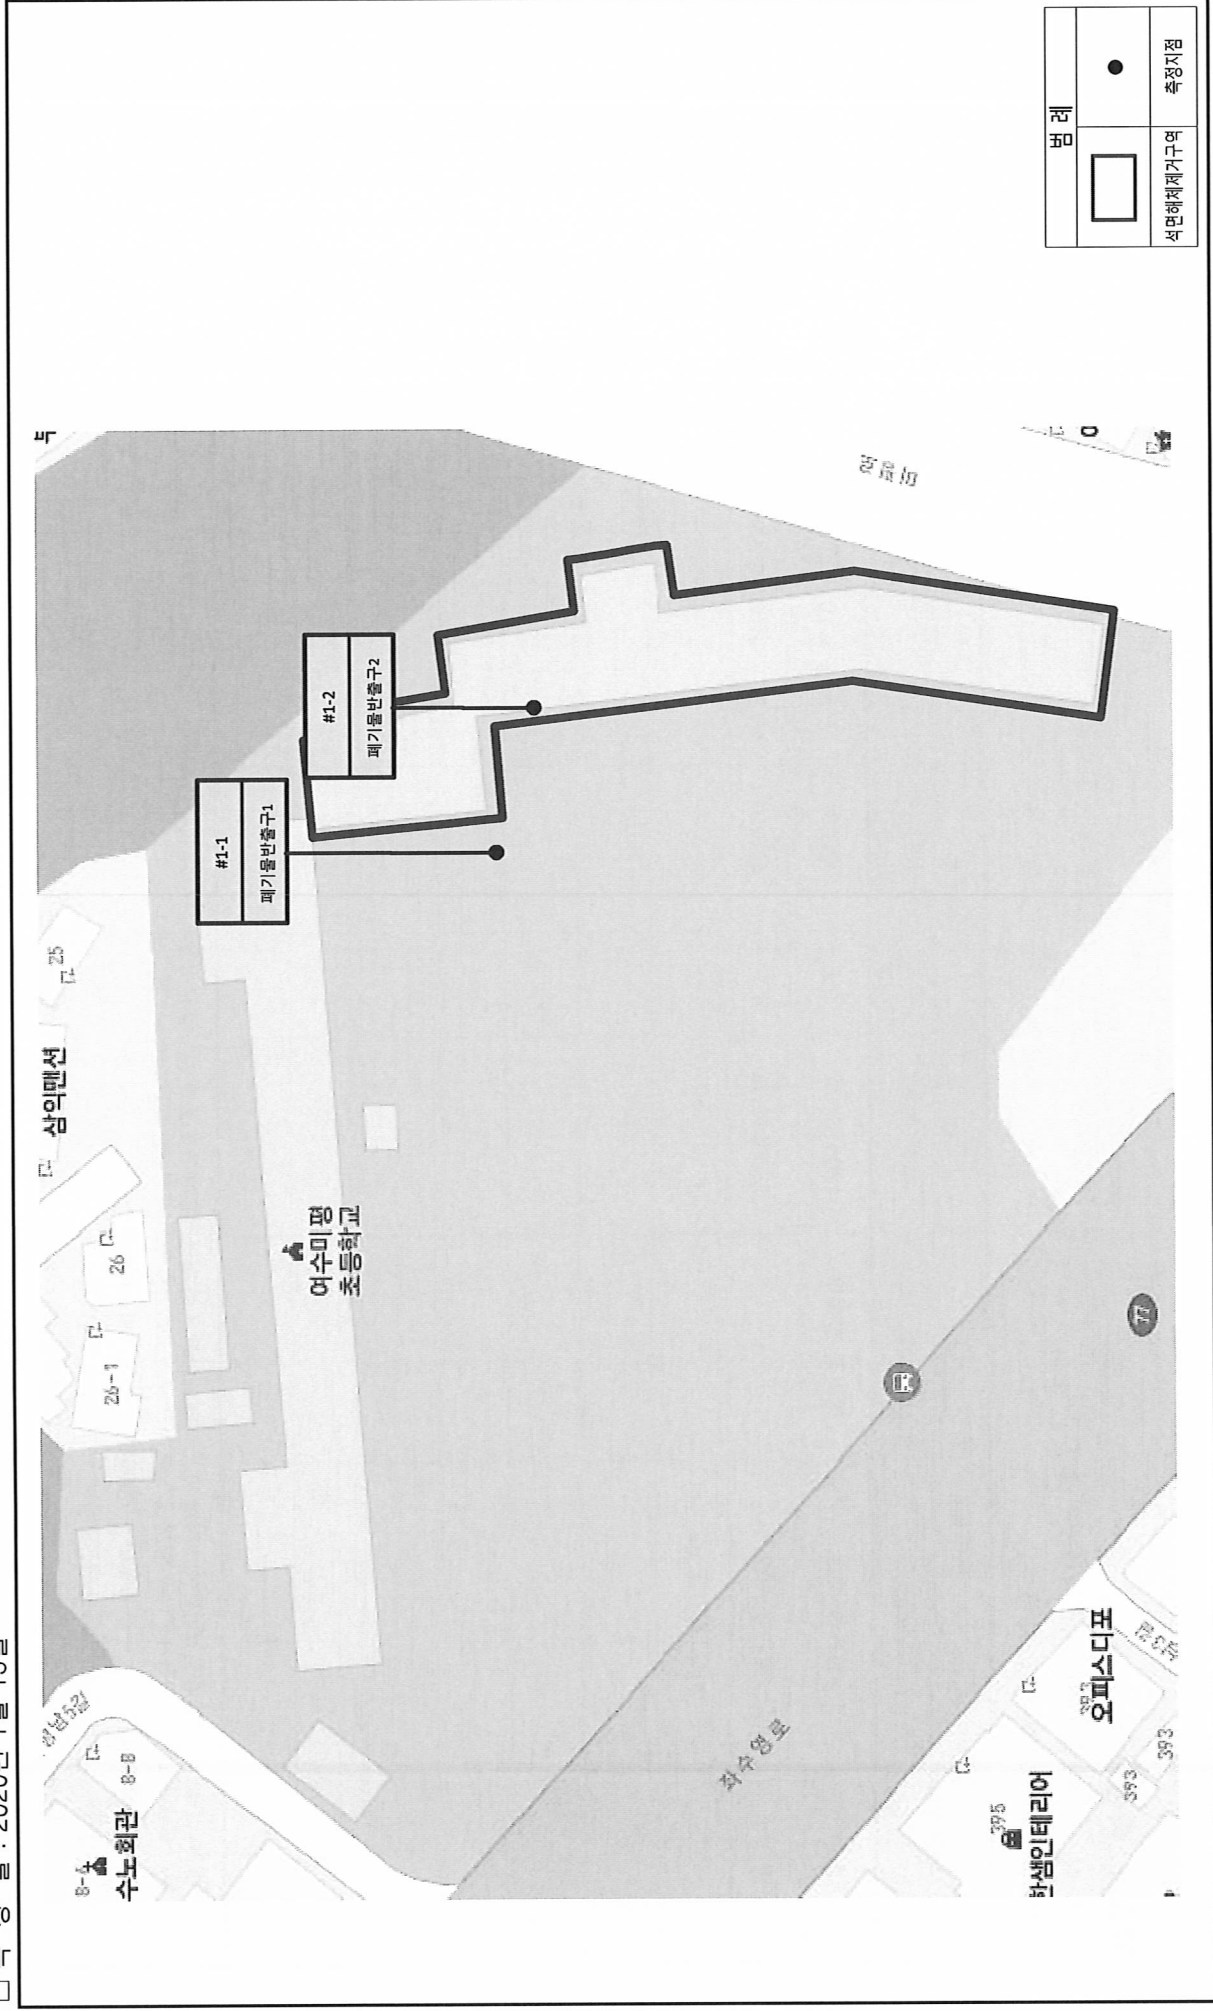 범 례
석면해체제거구역
측정지점
#1-1
폐기물반출구1
#1-2
폐기물반출구2
삼익맨션
25
26
26-1
여수미평
초등학교
8-8
수노회관
좌수영로
77
395
한샘인테리어
오피스디포
393
393